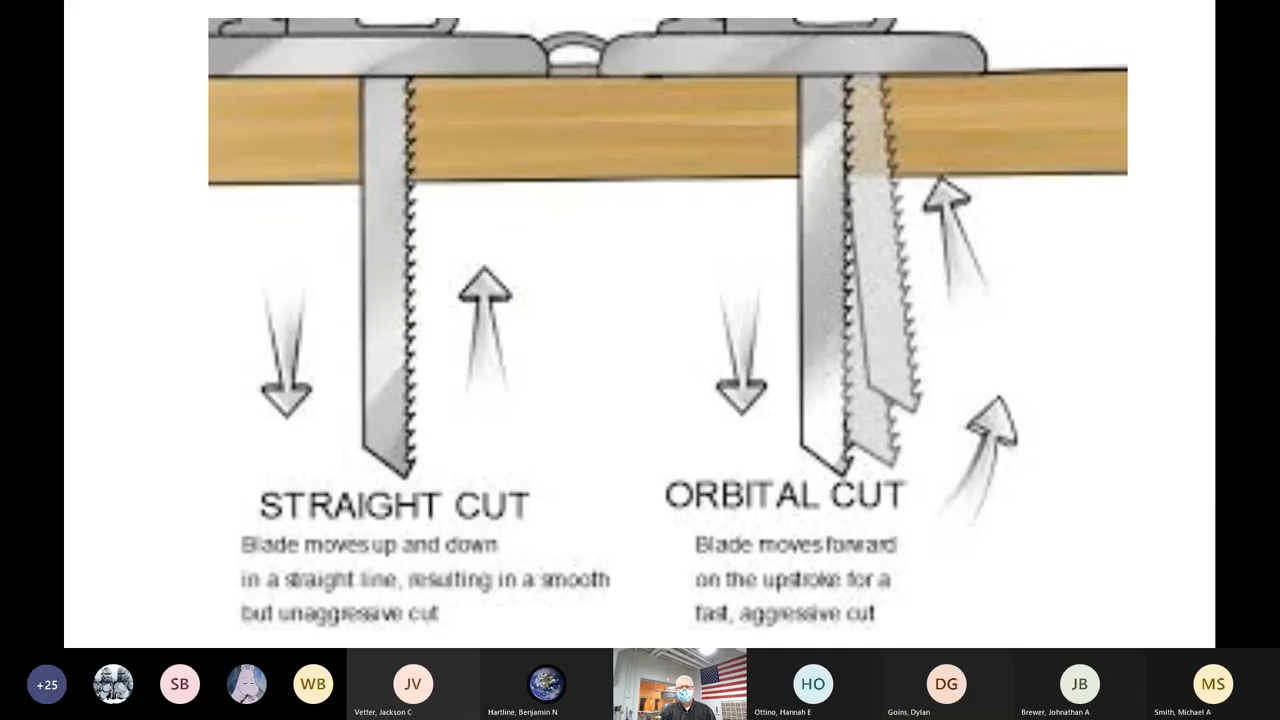 STRAIGHT CUT
Blade moves up and down
in a straight line, resulting in a smooth
but unaggressive cut
ORBITAL CUT
Blade moves forward
on the upstroke for a
fast, aggressive cut
+25
SB
WB
JV
Vetter, Jackson C
Hartline, Benjamin N
HO
Ottino, Hannah E
DG
Goins, Dylan
JB
Brewer, Johnathan A
MS
Smith, Michael A